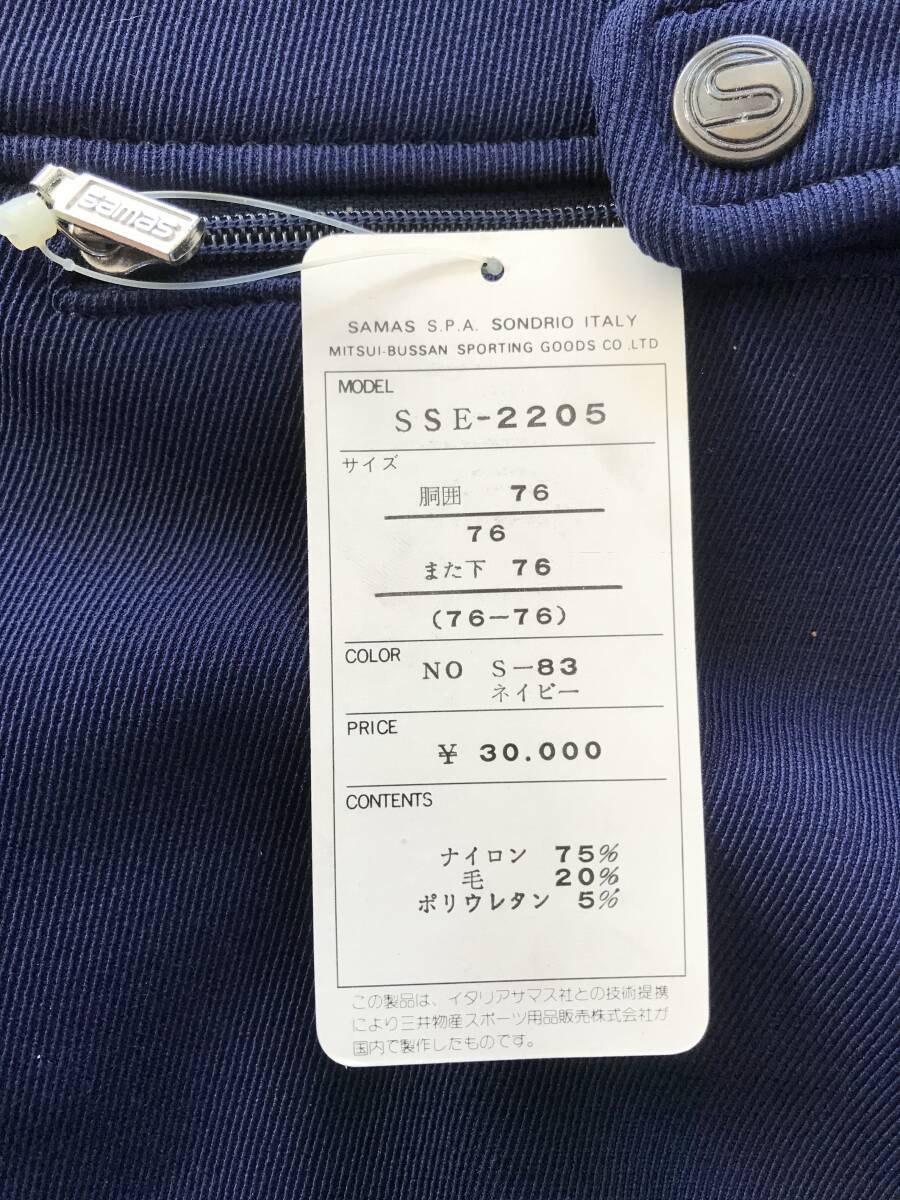 S
samas
SAMAS S.P.A. SONDRIO ITALY
MITSUI-BUSSAN SPORTING GOODS CO.,LTD
MODEL
SSE-2205
サイズ
胴囲 76
76
また下 76
(76-76)
COLOR
NO S-83
ネイビー
PRICE
¥ 30.000
CONTENTS
ナイロン 75%
毛 20%
ポリウレタン 5%
この製品は、イタリアサマス社との技術提携
により三井物産スポーツ用品販売株式会社が
国内で製作したものです。